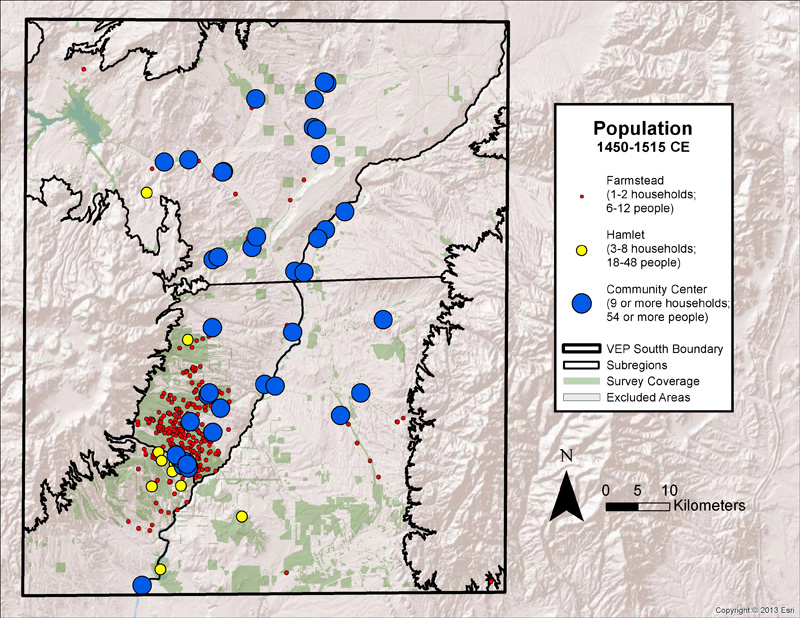 Population
1450-1515 CE
Farmstead
(1-2 households;
6-12 people)
Hamlet
(3-8 households;
18-48 people)
Community Center
(9 or more households;
54 or more people)
VEP Soutth Boundary
Subregions
Survey Coverage
Excluded Areas
N
0 5 10
Kilometers
Copyright © 2013 Esri